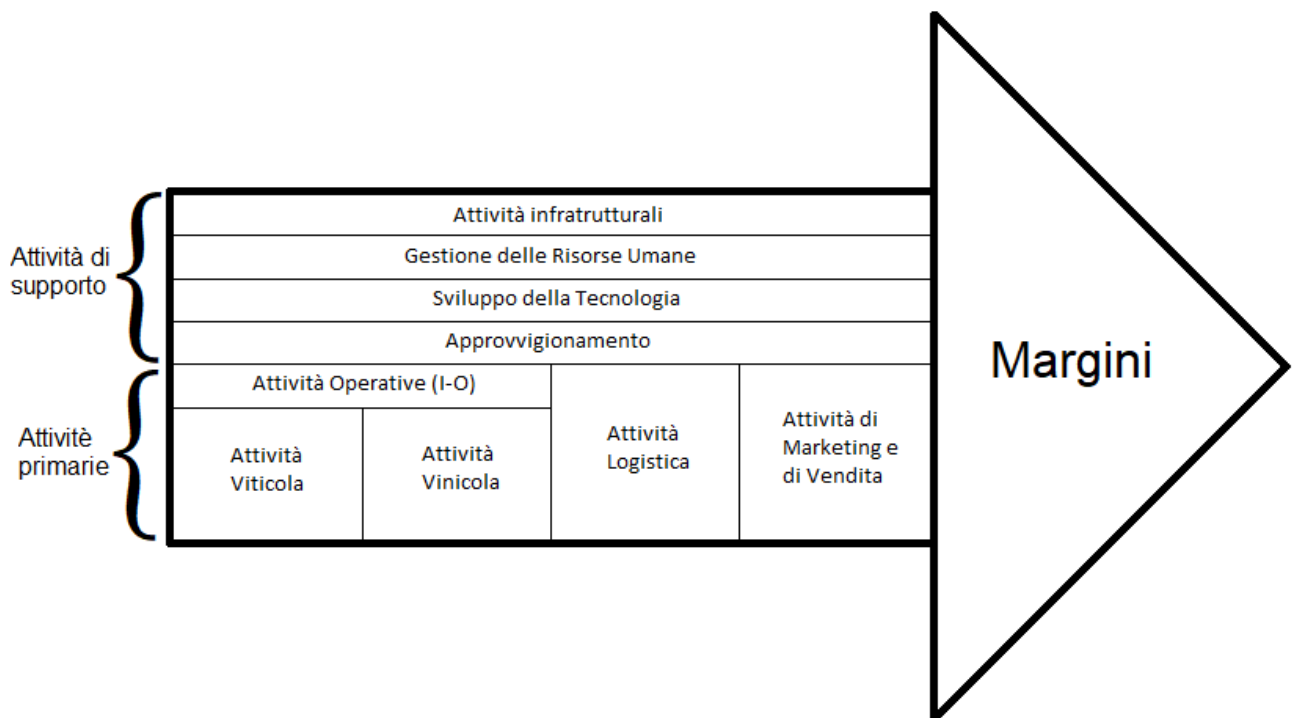 Attività di
supporto
Attività infratrutturali
Gestione delle Risorse Umane
Sviluppo della Tecnologia
Approvvigionamento
Attivitè
primarie
Attività Operative (I-O)
Attività
Viticola
Attività
Vinicola
Attività
Logistica
Attività di
Marketing e
di Vendita
Margini